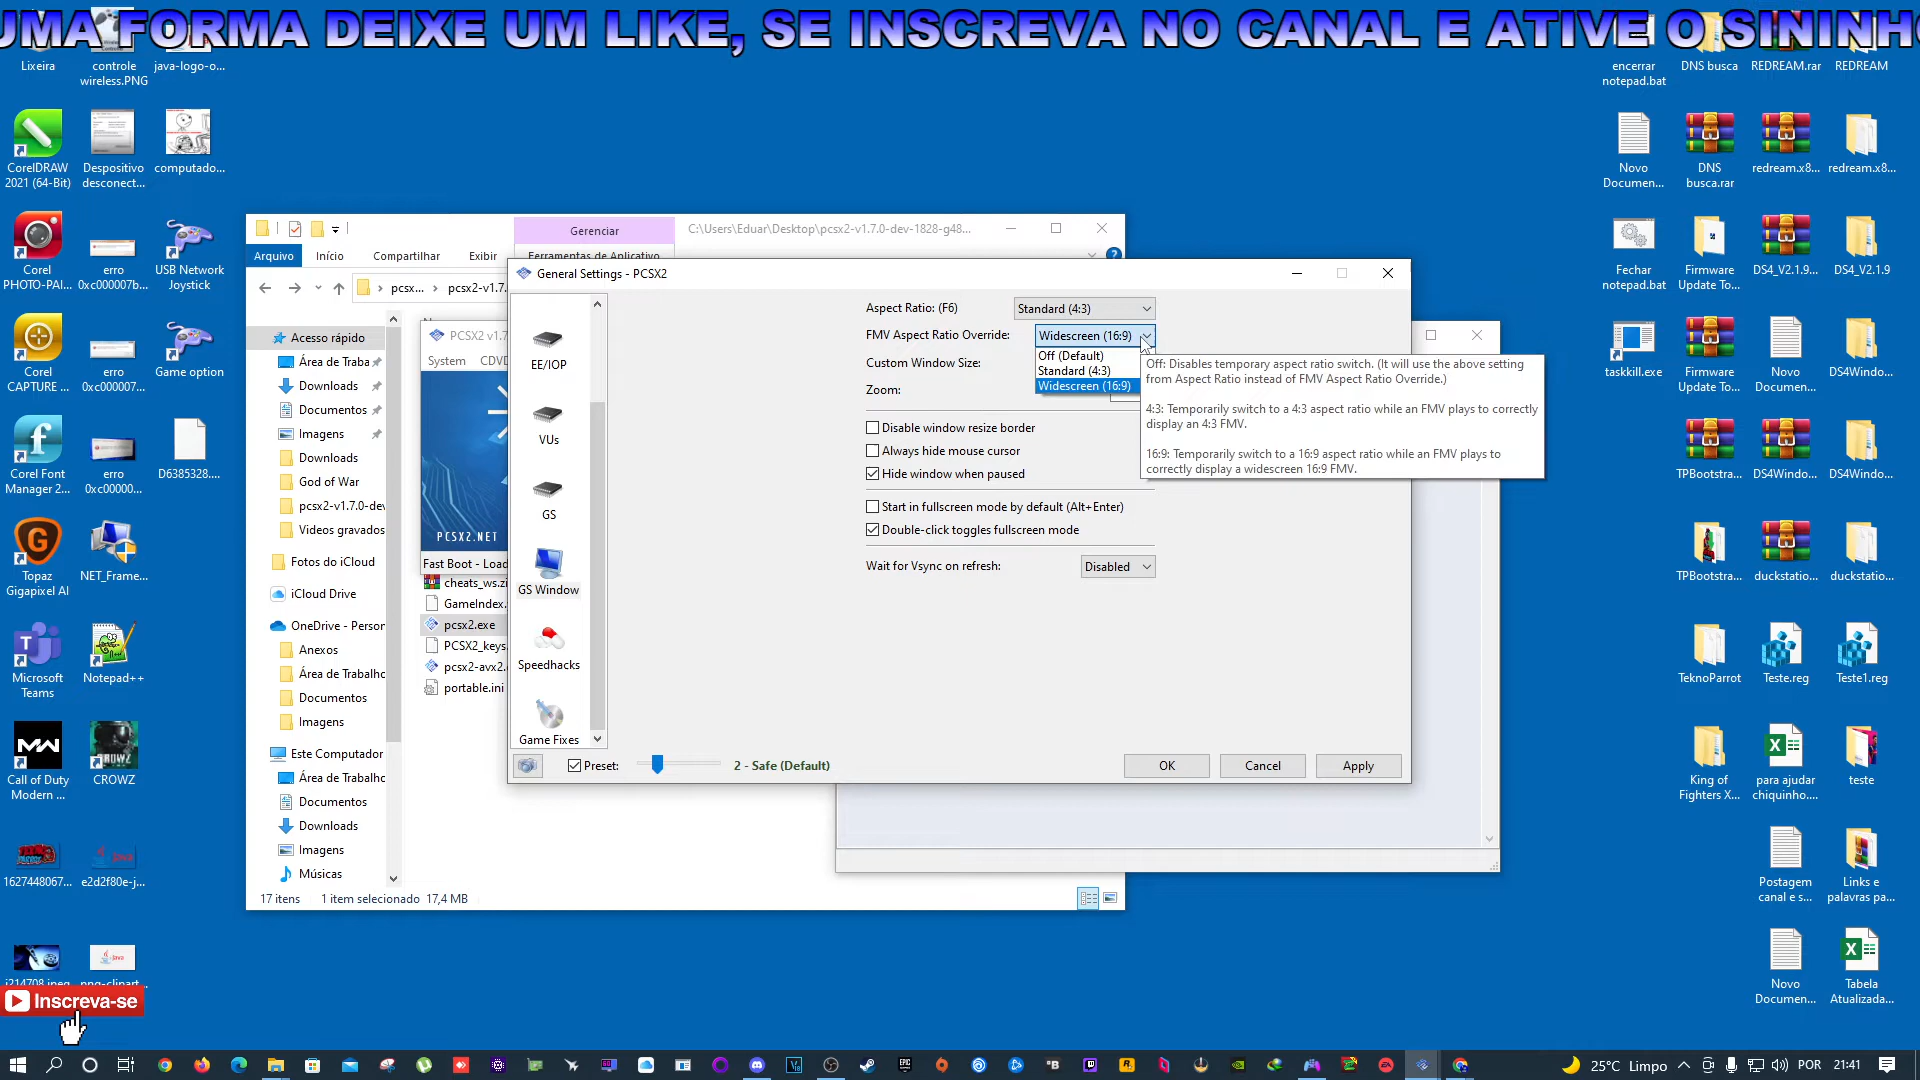 UMA FORMA DEIXE UM LIKE, SE INSCREVA NO CANAL E ATIVE O SININHO
Lixeira
controle
wireless.PNG
java-logo-o...
encerrar
notepad.bat
DNS busca
REDREAM.rar
REDREAM
CorelDRAW
2021 (64-Bit)
Despositivo
desconect...
computado...
Novo
Documen...
DNS
busca.rar
redream.x8...
redream.x8...
Corel
PHOTO-PAI...
erro
0xc000007b...
USB Network
Joystick
Fechar
notepad.bat
Firmware
Update To...
DS4_V2.1.9...
DS4_V2.1.9
Corel
CAPTURE ...
erro
0xc000007...
Game option
taskkill.exe
Firmware
Update To...
Novo
Documen...
DS4Windo...
Corel Font
Manager 2...
erro
0xc00000...
D6385328....
TPBootstra...
DS4Windo...
DS4Windo...
Topaz
Gigapixel AI
NET_Frame...
TPBootstra...
duckstatio...
duckstatio...
Microsoft
Teams
Notepad++
TeknoParrot
Teste.reg
Teste1.reg
Call of Duty
Modern ...
CROWZ
King of
Fighters X...
para ajudar
chiquinho....
teste
1627448067...
e2d2f80e-j...
Postagem
canal e s...
Links e
palavras pa...
i214708.jpeg
png-clipart...
Novo
Documen...
Tabela
Atualizada...
Inscreva-se
Gerenciar
C:\Users\Eduar\Desktop\pcsx2-v1.7.0-dev-1828-g48...
Arquivo
Início
Compartilhar
Exibir
Ferramentas de Aplicativo
pcsx...
pcsx2-v1.7.
Acesso rápido
Área de Traba
Downloads
Documentos
Imagens
Downloads
God of War
pcsx2-v1.7.0-dev
Videos gravados
Fotos do iCloud
iCloud Drive
OneDrive - Person
Anexos
Área de Trabalho
Documentos
Imagens
Este Computador
Área de Trabalho
Documentos
Downloads
Imagens
Músicas
17 itens
1 item selecionado 17,4 MB
PCSX2 v1.7
System
CDVD
PCSX2.NET
Fast Boot - Load
cheats_ws.zi
GameIndex.
pcsx2.exe
PCSX2_keys.
pcsx2-avx2.
portable.ini
General Settings - PCSX2
EE/IOP
VUs
GS
GS Window
Speedhacks
Game Fixes
Aspect Ratio: (F6)
Standard (4:3)
FMV Aspect Ratio Override:
Widescreen (16:9)
Off (Default)
Standard (4:3)
Widescreen (16:9)
Custom Window Size:
Zoom:
Off: Disables temporary aspect ratio switch. (It will use the above setting
from Aspect Ratio instead of FMV Aspect Ratio Override.)
4:3: Temporarily switch to a 4:3 aspect ratio while an FMV plays to correctly
display an 4:3 FMV.
16:9: Temporarily switch to a 16:9 aspect ratio while an FMV plays to
correctly display a widescreen 16:9 FMV.
Disable window resize border
Always hide mouse cursor
Hide window when paused
Start in fullscreen mode by default (Alt+Enter)
Double-click toggles fullscreen mode
Wait for Vsync on refresh:
Disabled
Preset:
2 - Safe (Default)
OK
Cancel
Apply
25°C Limpo
POR
21:41